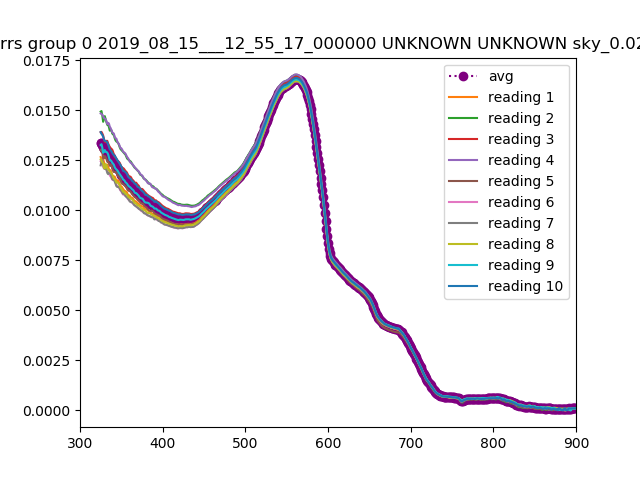 rrs group 0 2019_08_15___12_55_17_000000 UNKNOWN UNKNOWN sky_0.02
0.0175
0.0150
0.0125
0.0100
0.0075
0.0050
0.0025
0.0000
300
400
500
600
700
800
900
avg
reading 1
reading 2
reading 3
reading 4
reading 5
reading 6
reading 7
reading 8
reading 9
reading 10